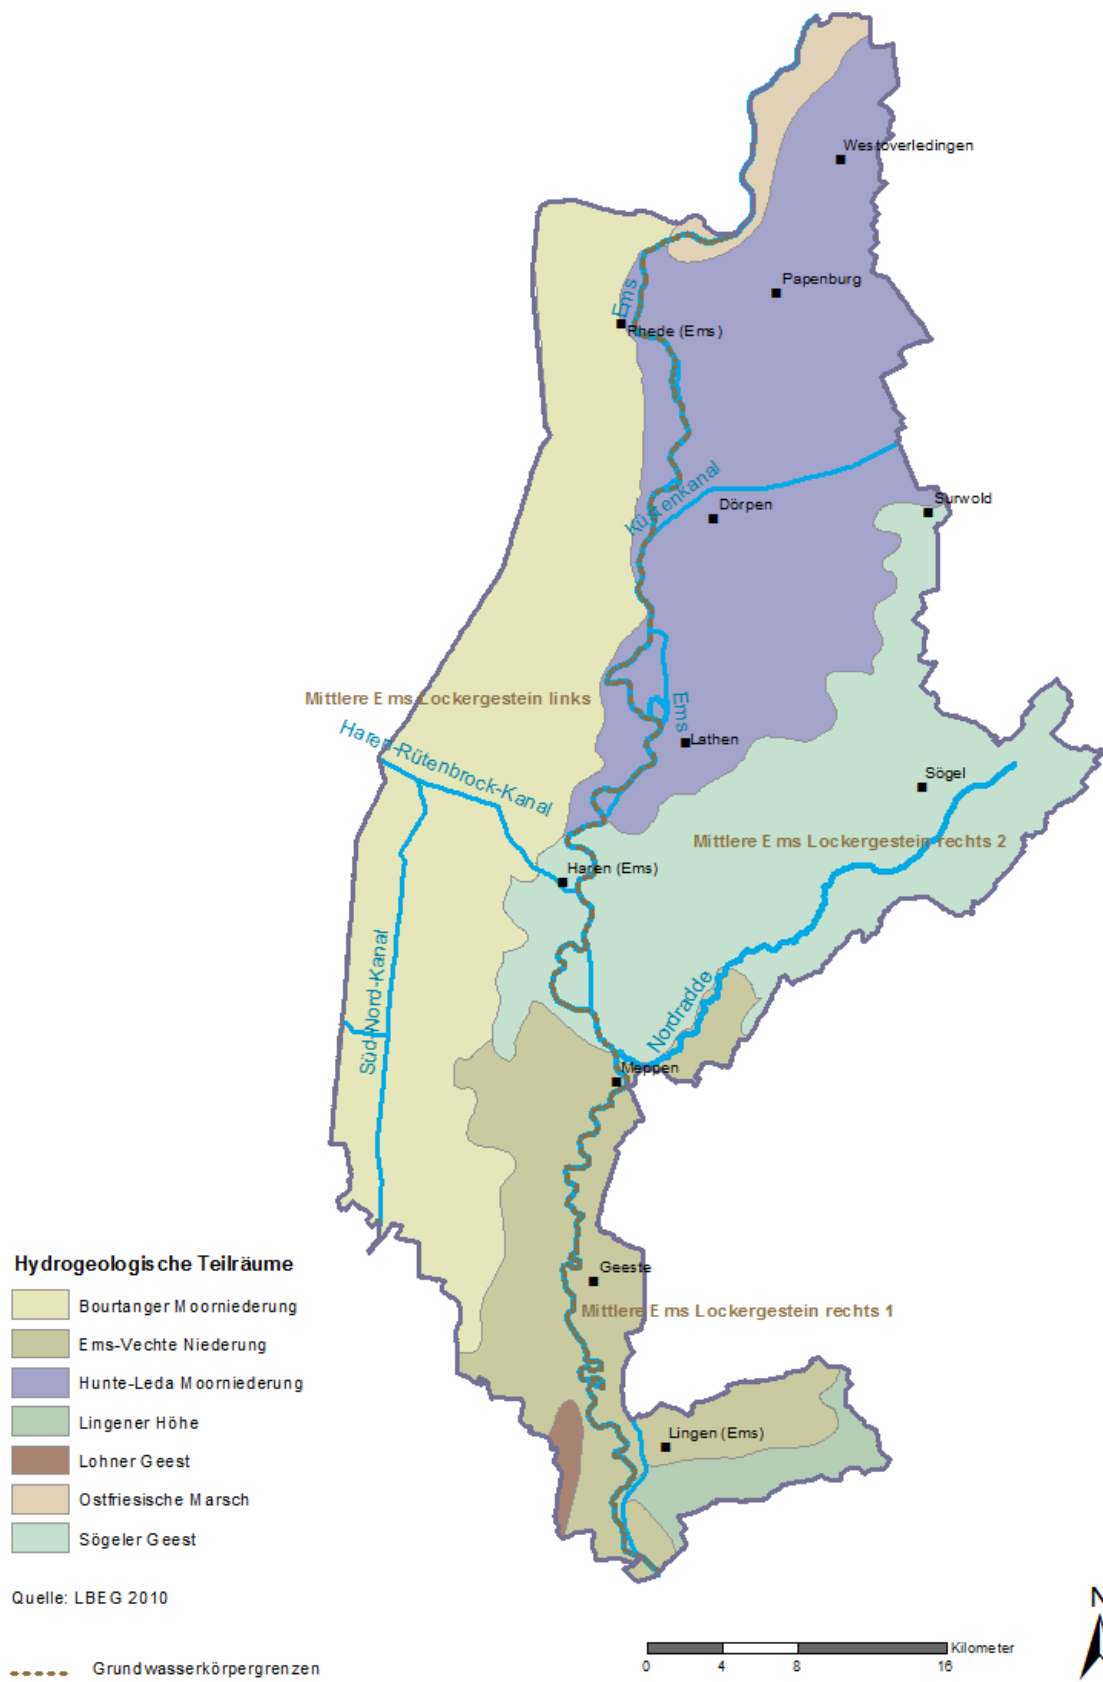 Westoverledingen
Papenburg
Ems
Rhede (Ems)
Küstenkanal
Surwold
Dörpen
Mittlere Ems Lockergestein links
Ems
Lathen
Haren-Rütenbrock-Kanal
Sögel
Mittlere Ems Lockergestein rechts 2
Haren (Ems)
Süd-Nord-Kanal
Nordradde
Meppen
Geeste
Mittlere Ems Lockergestein rechts 1
Lingen (Ems)
Hydrogeologische Teilräume
Bourtanger Moorniederung
Ems-Vechte Niederung
Hunte-Leda Moorniederung
Lingener Höhe
Lohner Geest
Ostfriesische Marsch
Sögeler Geest
Quelle: LBEG 2010
Grundwasserkörpergrenzen
N
Kilometer
0 4 8 16